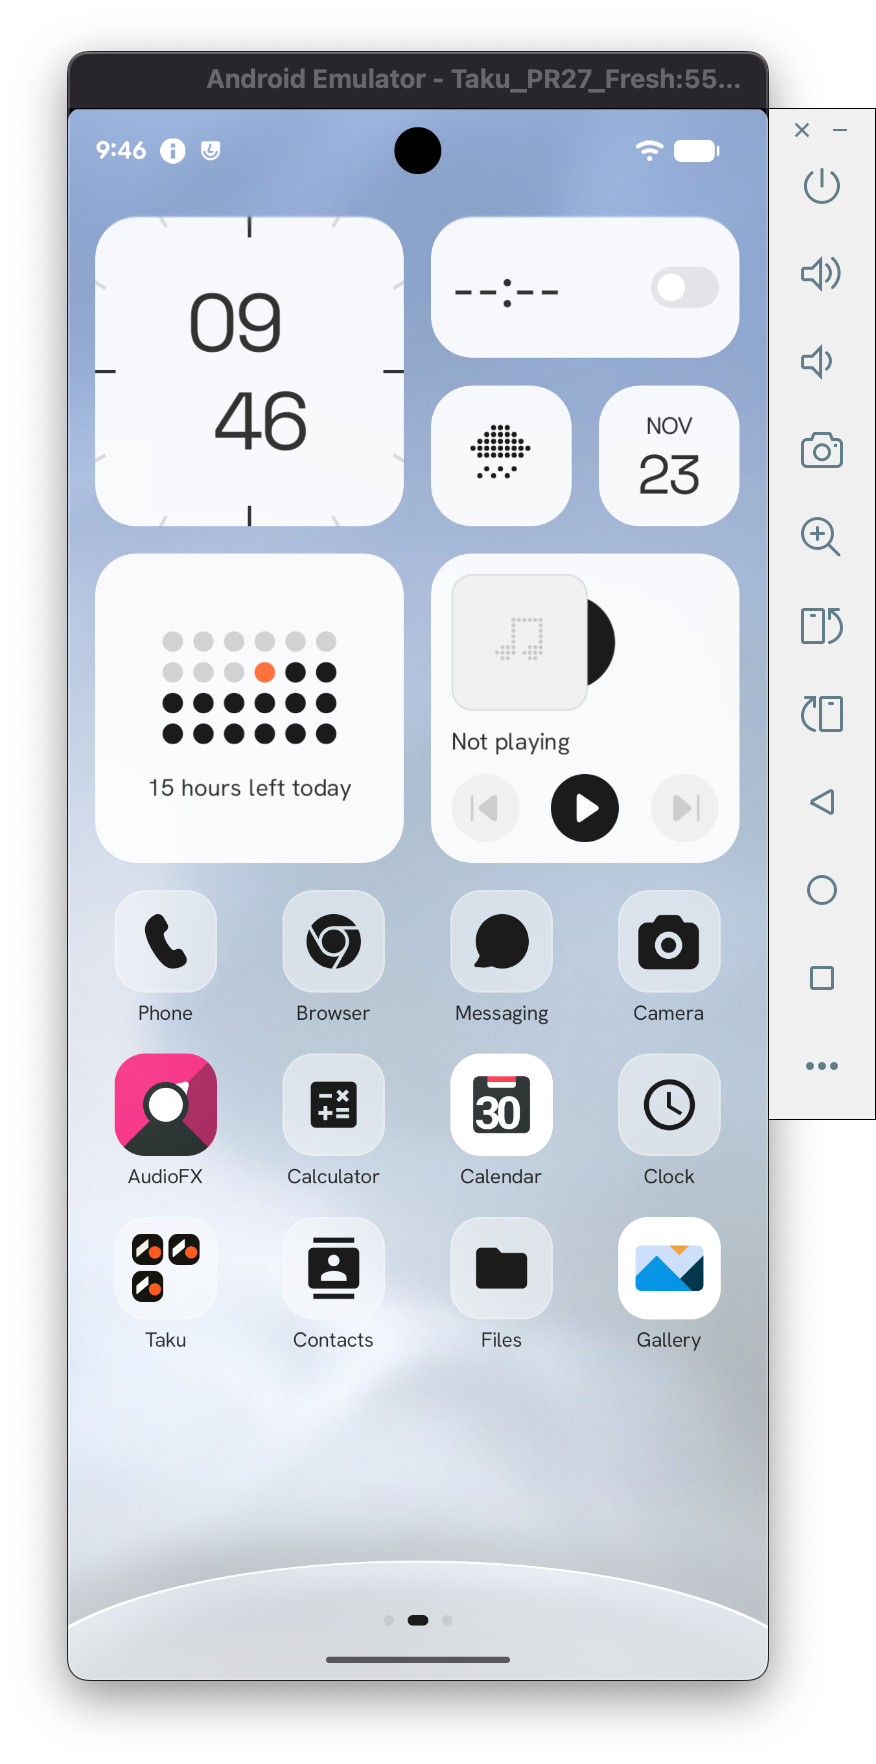 Android Emulator - Taku_PR27_Fresh:55...
9:46
09
46
--:--
NOV
23
15 hours left today
Not playing
Phone
Browser
Messaging
Camera
30
AudioFX
Calculator
Calendar
Clock
Taku
Contacts
Files
Gallery